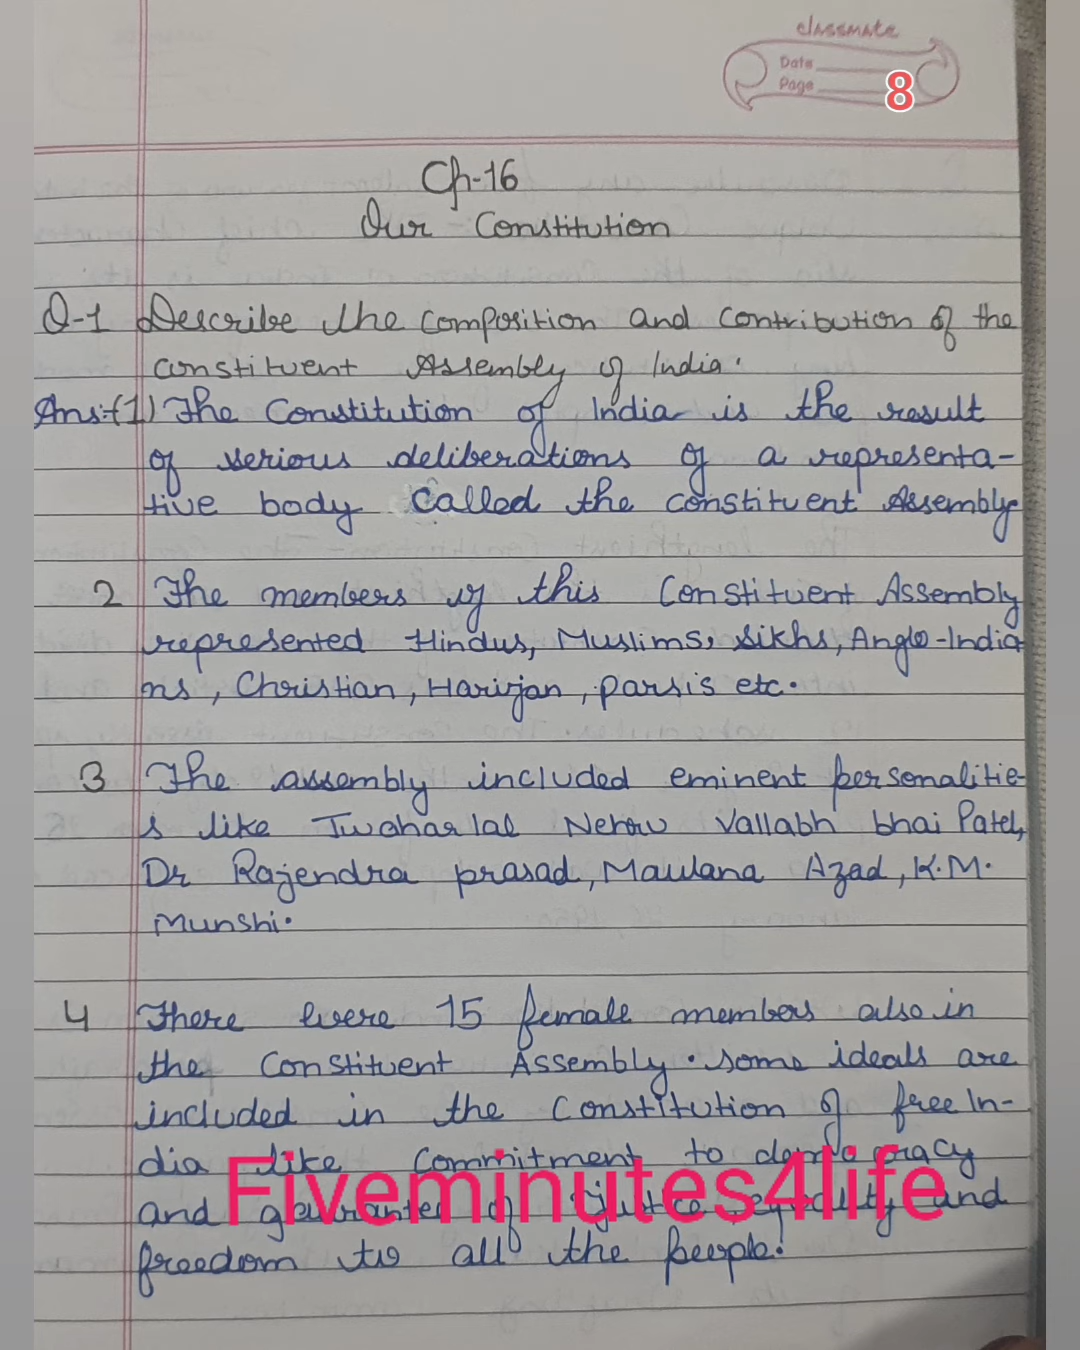 classmate
Date
Page
8
Ch-16
Our Constitution
Q-1 Describe the composition and contribution of the
constituent Assembly of India.
Ans:-(1) The Constitution of India is the result
of serious deliberations of a representa-
tive body called the constituent Assembly
2 The members of this Constituent Assembly
represented Hindus, Muslims, Sikhs, Anglo-India
ns, Christian, Harijan, parsis etc.
3 The assembly included eminent personalitie-
s like Jwaharlal Nehru Vallabh bhai Patel,
Dr Rajendra prasad, Maulana Azad, K.M.
Munshi.
4 There were 15 female members also in
the Constituent Assembly. some ideals are
included in the Constitution of free In-
dia like commitment to democracy
Fiveminutes4life
and of equality and
freedom to all the people.